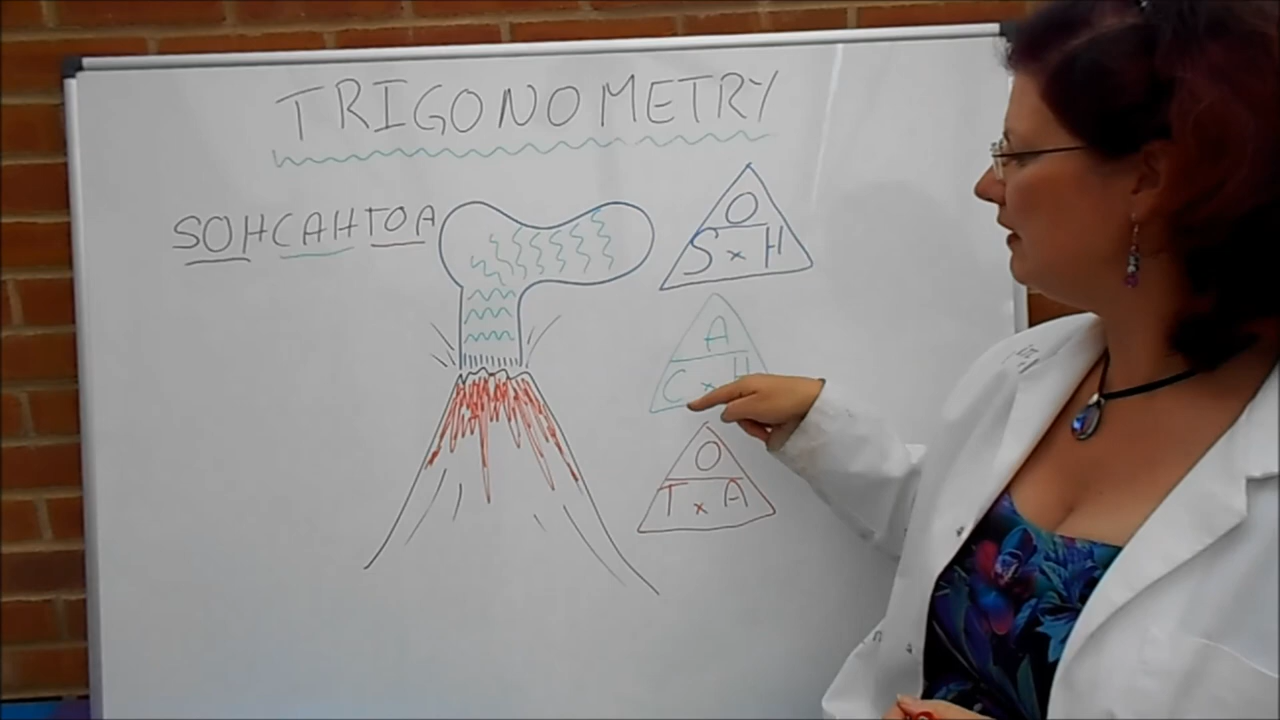 TRIGONOMETRY
SOHCAHTOA
O
S x H
A
C x H
O
T x A